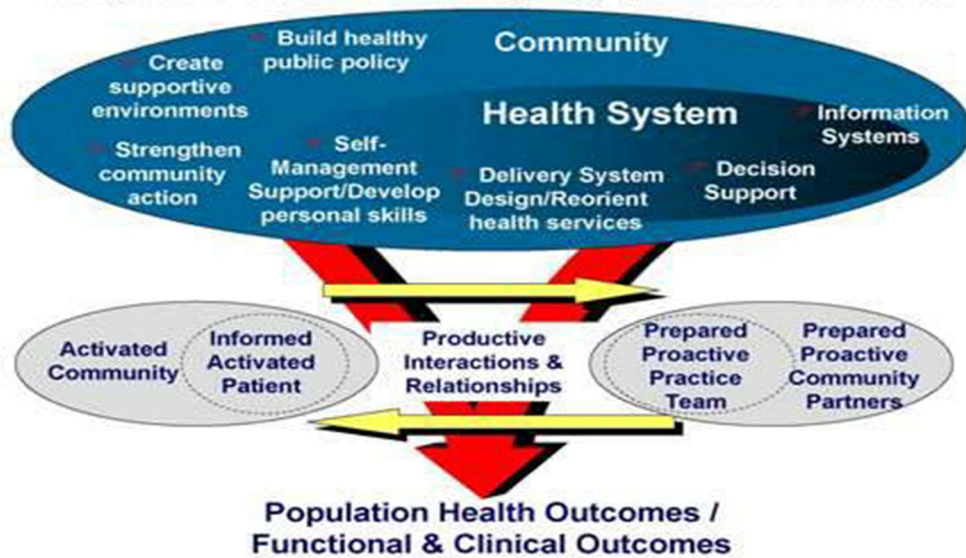 Community
Build healthy
public policy
Create
supportive
environments
Strengthen
community
action
Health System
Self-
Management
Support/Develop
personal skills
Delivery System
Design/Reorient
health services
Decision
Support
Information
Systems
Activated
Community
Informed
Activated
Patient
Productive
Interactions &
Relationships
Prepared
Proactive
Practice
Team
Prepared
Proactive
Community
Partners
Population Health Outcomes /
Functional & Clinical Outcomes